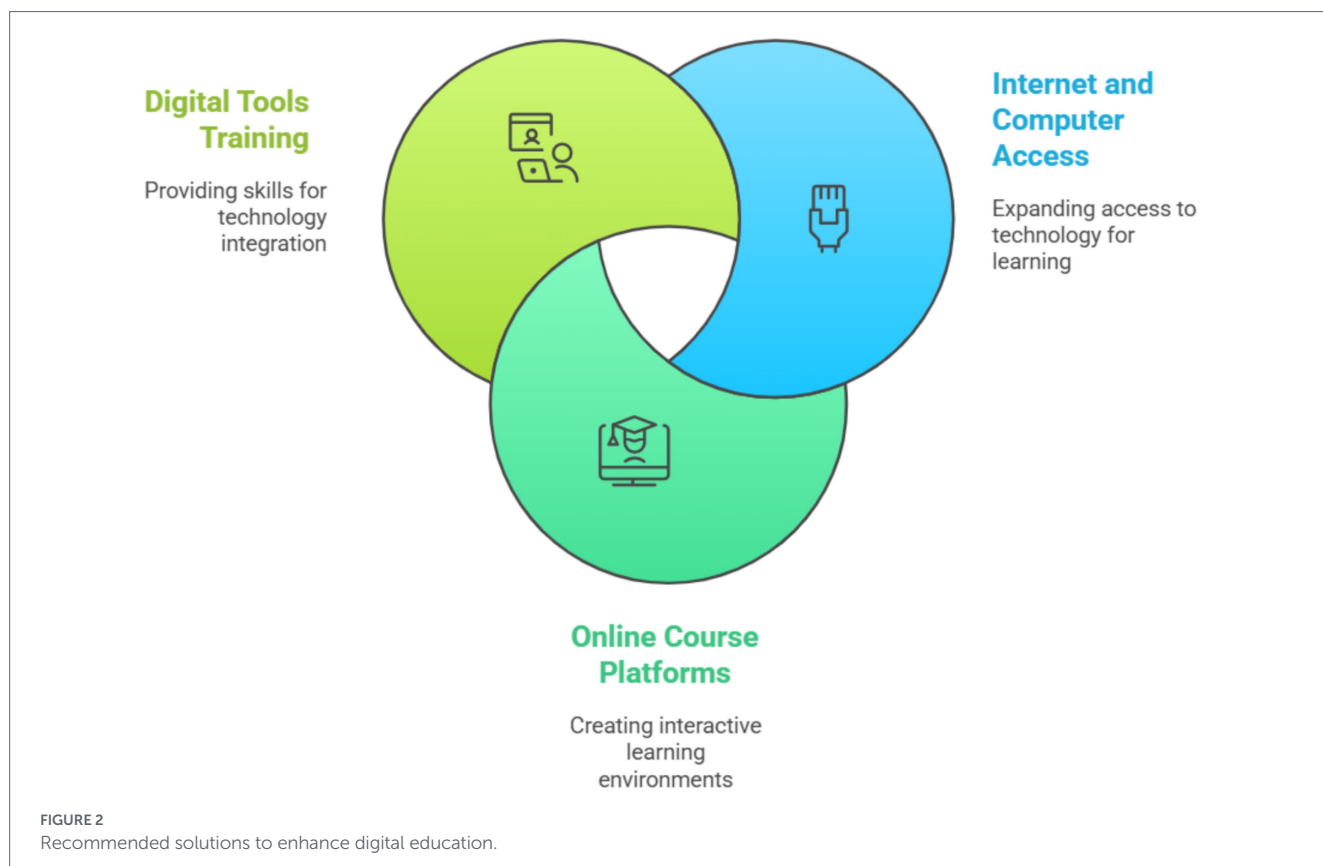 Digital Tools
Training
Providing skills for
technology
integration
Internet and
Computer
Access
Expanding access to
technology for
learning
Online Course
Platforms
Creating interactive
learning
environments
FIGURE 2
Recommended solutions to enhance digital education.